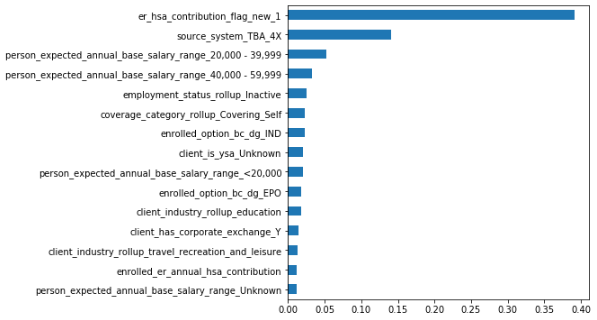 er_hsa_contribution_flag_new_1
source_system_TBA_4X
person_expected_annual_base_salary_range_20,000 - 39,999
person_expected_annual_base_salary_range_40,000 - 59,999
employment_status_rollup_Inactive
coverage_category_rollup_Covering_Self
enrolled_option_bc_dg_IND
client_is_ysa_Unknown
person_expected_annual_base_salary_range_<20,000
enrolled_option_bc_dg_EPO
client_industry_rollup_education
client_has_corporate_exchange_Y
client_industry_rollup_travel_recreation_and_leisure
enrolled_er_annual_hsa_contribution
person_expected_annual_base_salary_range_Unknown
0.00 0.05 0.10 0.15 0.20 0.25 0.30 0.35 0.40